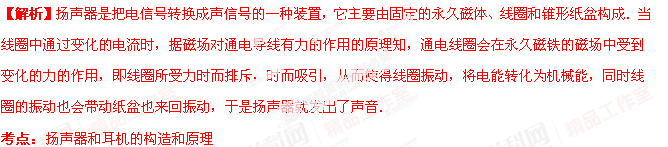 【解析】扬声器是把电信号转换成声信号的一种装置，它主要由固定的永久磁体、线圈和锥形纸盆构成．当
线圈中通过变化的电流时，据磁场对通电导线有力的作用的原理知，通电线圈会在永久磁铁的磁场中受到
变化的力的作用，即线圈所受力时而排斥，时而吸引，从而使得线圈振动，将电能转化为机械能，同时线
圈的振动也会带动纸盆也来回振动，于是扬声器就发出了声音．
考点：扬声器和耳机的构造和原理
精品工作室